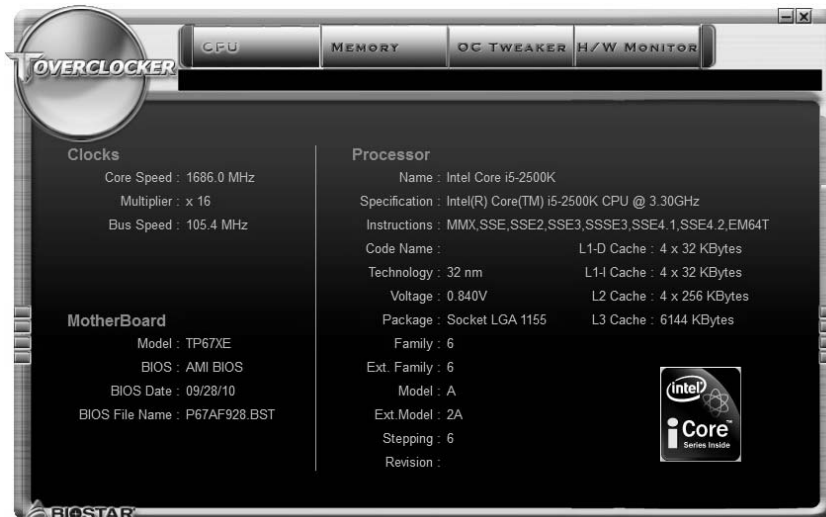 CPU MEMORY OC TWEAKER H/W MONITOR
TOVERCLOCKER
Clocks
Core Speed : 1686.0 MHz
Multiplier : x 16
Bus Speed : 105.4 MHz
MotherBoard
Model : TP67XE
BIOS : AMI BIOS
BIOS Date : 09/28/10
BIOS File Name : P67AF928.BST
Processor
Name : Intel Core i5-2500K
Specification : Intel(R) Core(TM) i5-2500K CPU @ 3.30GHz
Instructions : MMX,SSE,SSE2,SSE3,SSSE3,SSE4.1,SSE4.2,EM64T
Code Name : L1-D Cache : 4 x 32 KBytes
Technology : 32 nm L1-I Cache : 4 x 32 KBytes
Voltage : 0.840V L2 Cache : 4 x 256 KBytes
Package : Socket LGA 1155 L3 Cache : 6144 KBytes
Family : 6
Ext. Family : 6
Model : A
Ext.Model : 2A
Stepping : 6
Revision :
intel
i Core™
Series Inside
BIOSTAR